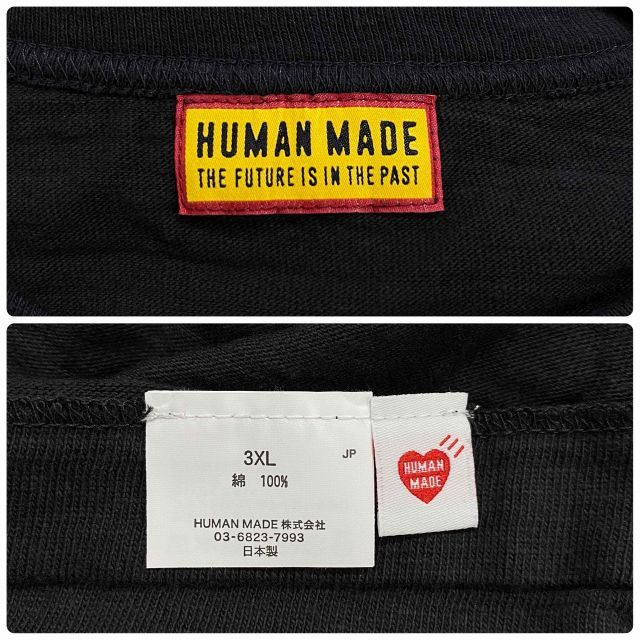 HUMAN MADE
THE FUTURE IS IN THE PAST
3XL JP
綿 100%
HUMAN MADE 株式会社
03-6823-7993
日本製
HUMAN
MADE